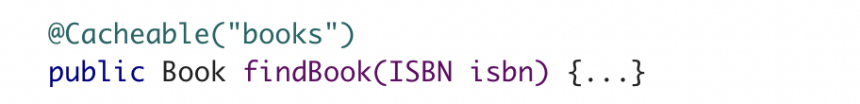 @Cacheable("books")
public Book findBook(ISBN isbn) {...}